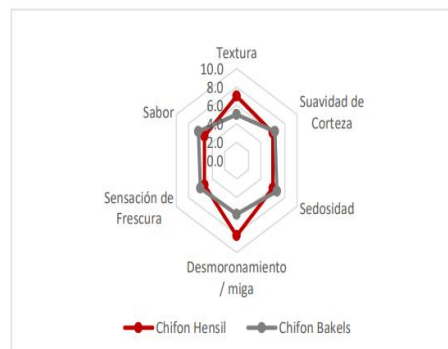 Textura
10.0
8.0
6.0
4.0
2.0
0.0
Suavidad de
Corteza
Sedosidad
Desmoronamiento
/ miga
Sensación de
Frescura
Sabor
Chifon Hensil
Chifon Bakels